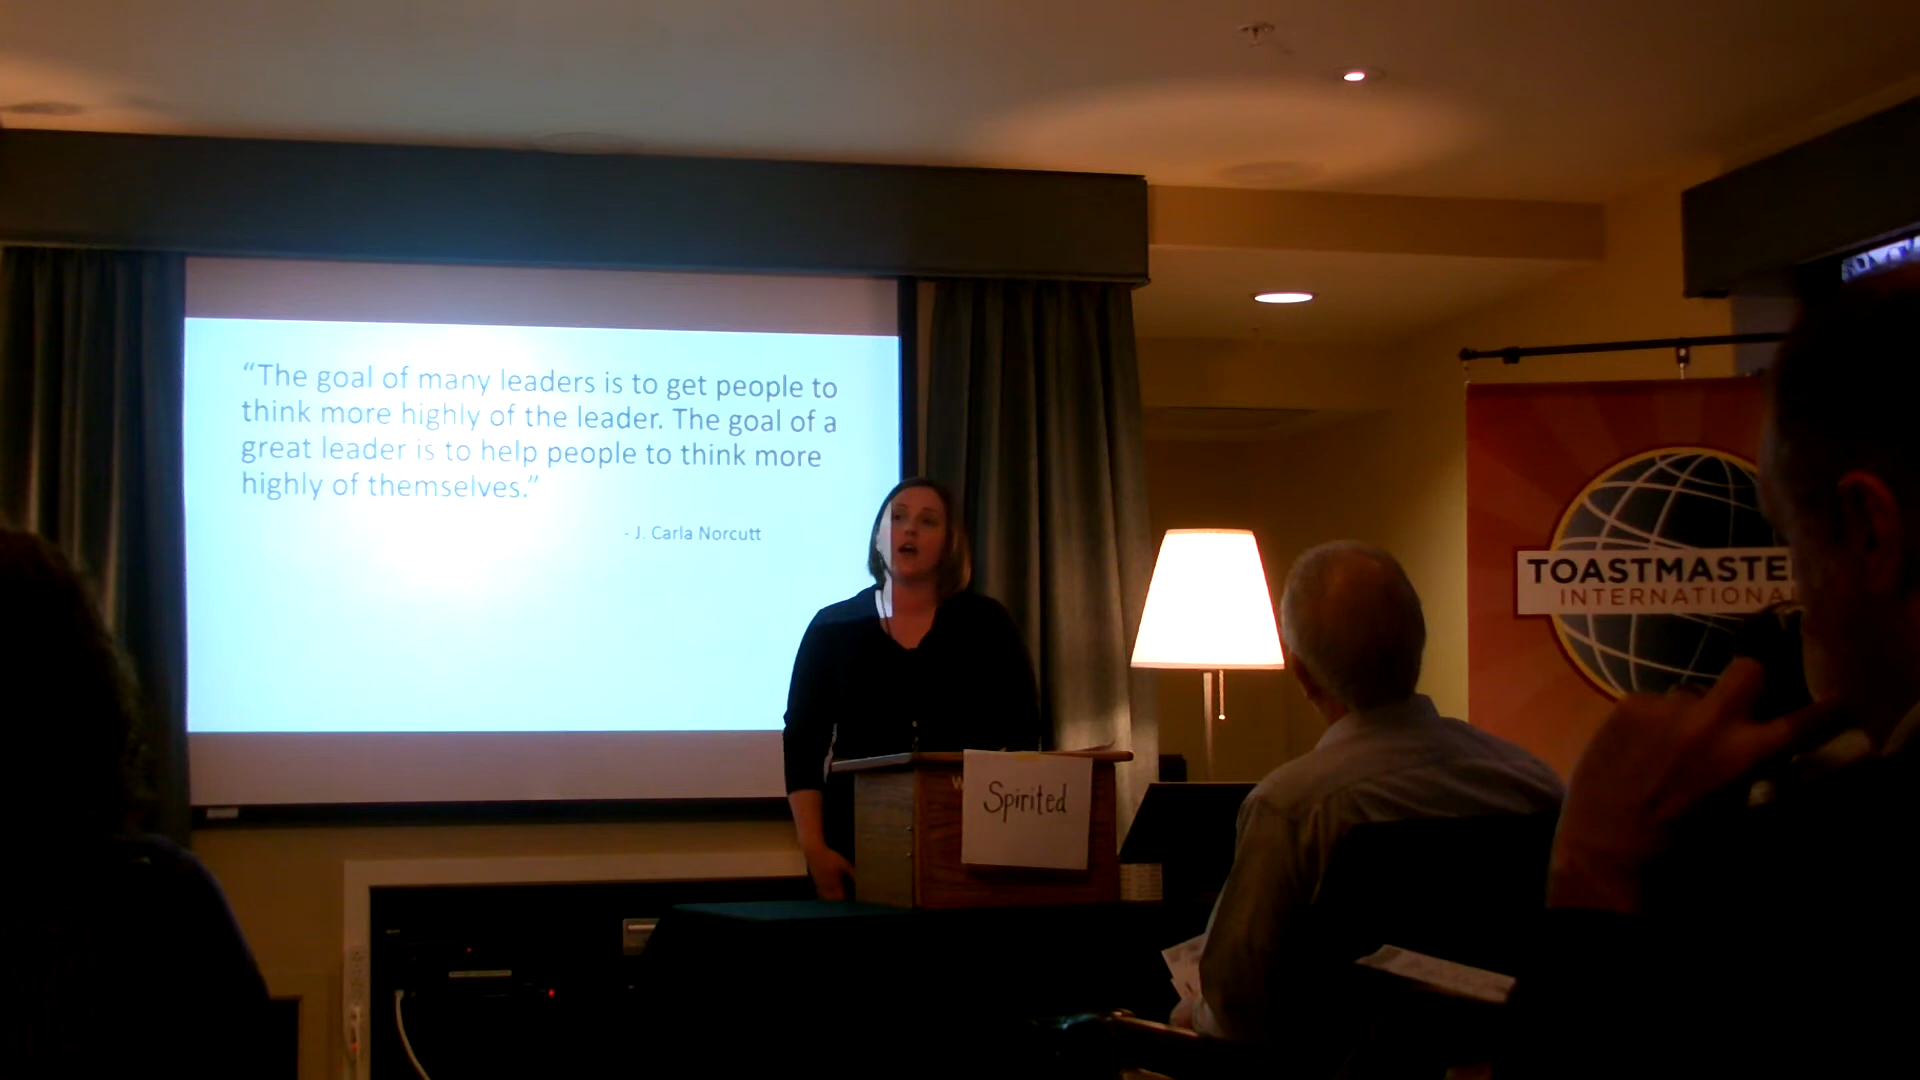 “The goal of many leaders is to get people to
think more highly of the leader. The goal of a
great leader is to help people to think more
highly of themselves.”
- J. Carla Norcutt
TOASTMASTE
INTERNATIONA
Spirited